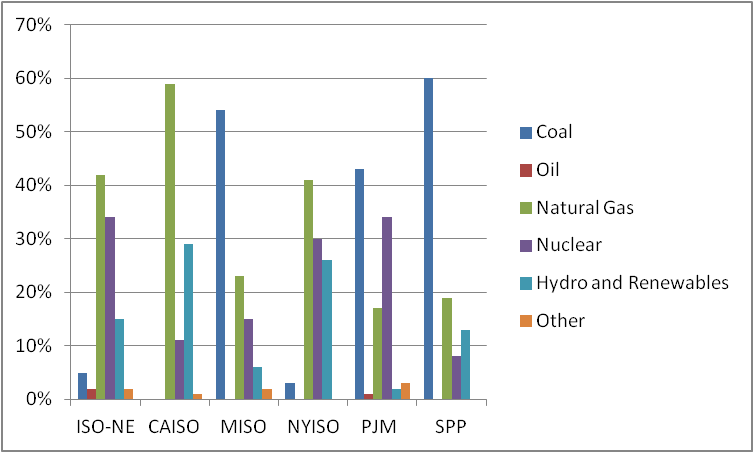 70%
60%
50%
40%
30%
20%
10%
0%
ISO-NE CAISO MISO NYISO PJM SPP
Coal
Oil
Natural Gas
Nuclear
Hydro and Renewables
Other